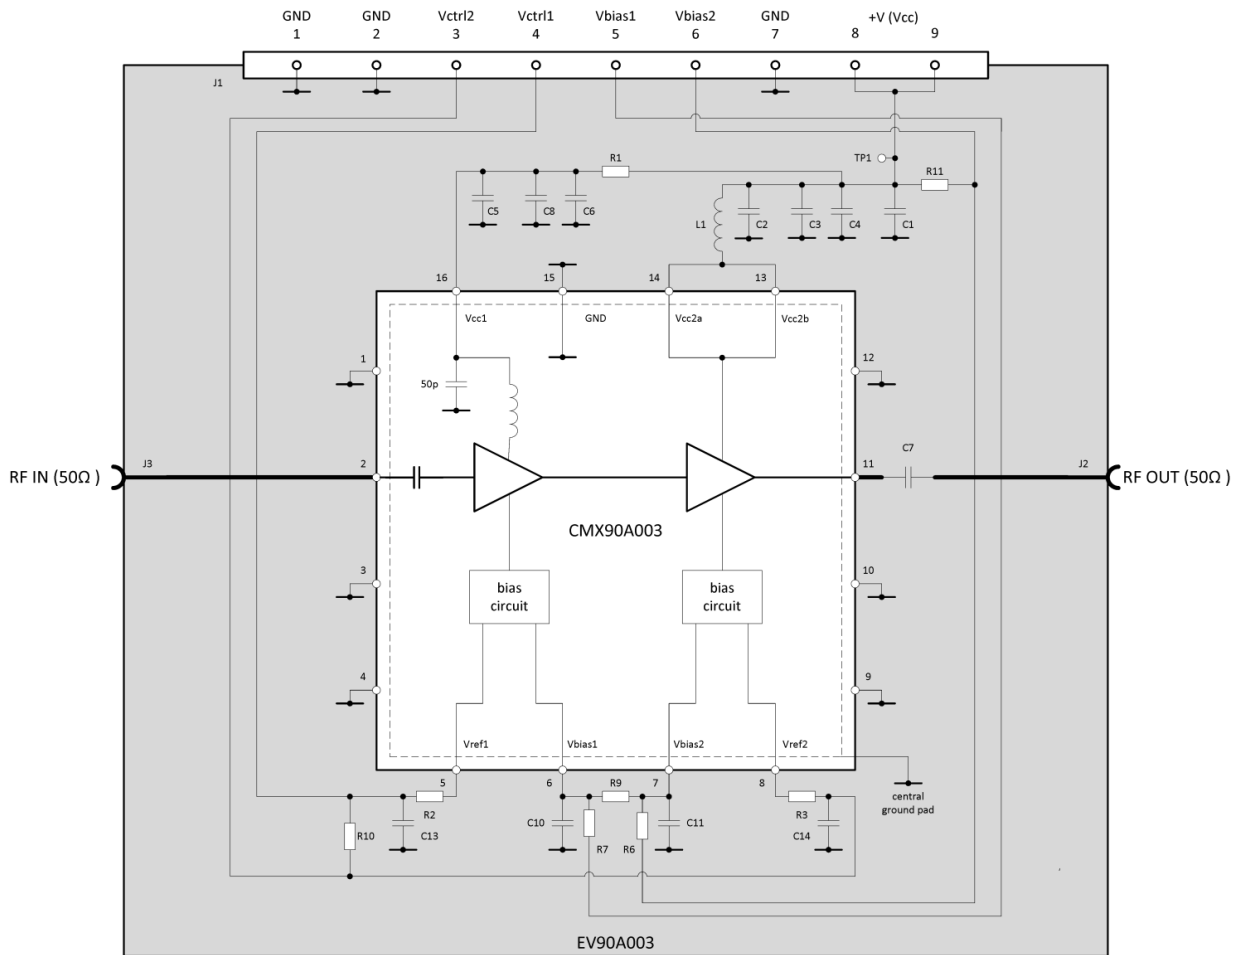 GND GND Vctrl2 Vctrl1 Vbias1 Vbias2 GND +V (Vcc)
1 2 3 4 5 6 7 8 9
J1
TP1
R1 R11
C5 C8 C6 L1 C2 C3 C4 C1
16 15 14 13
Vcc1 GND Vcc2a Vcc2b
1 12
50p
C7
RF IN (50Ω ) J3 2 11 J2 RF OUT (50Ω )
CMX90A003
3 10
bias
circuit
bias
circuit
4 9
Vref1 Vbias1 Vbias2 Vref2
5 6 R9 7 8
central
ground pad
R2 R3
R10 C13 C10 R7 R6 C11 C14
EV90A003